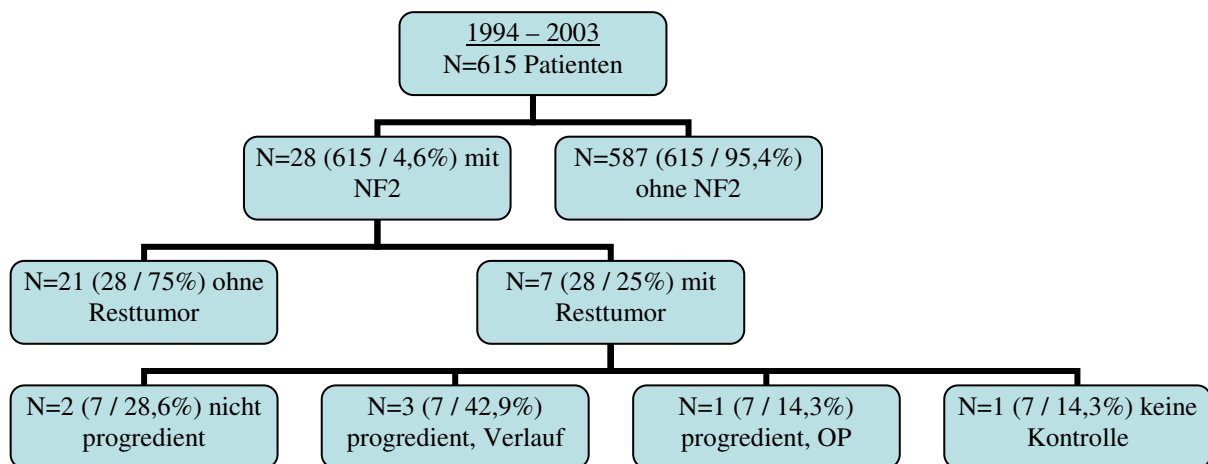 1994 – 2003
N=615 Patienten
N=28 (615 / 4,6%) mit
NF2
N=587 (615 / 95,4%)
ohne NF2
N=21 (28 / 75%) ohne
Resttumor
N=7 (28 / 25%) mit
Resttumor
N=2 (7 / 28,6%) nicht
progredient
N=3 (7 / 42,9%)
progredient, Verlauf
N=1 (7 / 14,3%)
progredient, OP
N=1 (7 / 14,3%) keine
Kontrolle